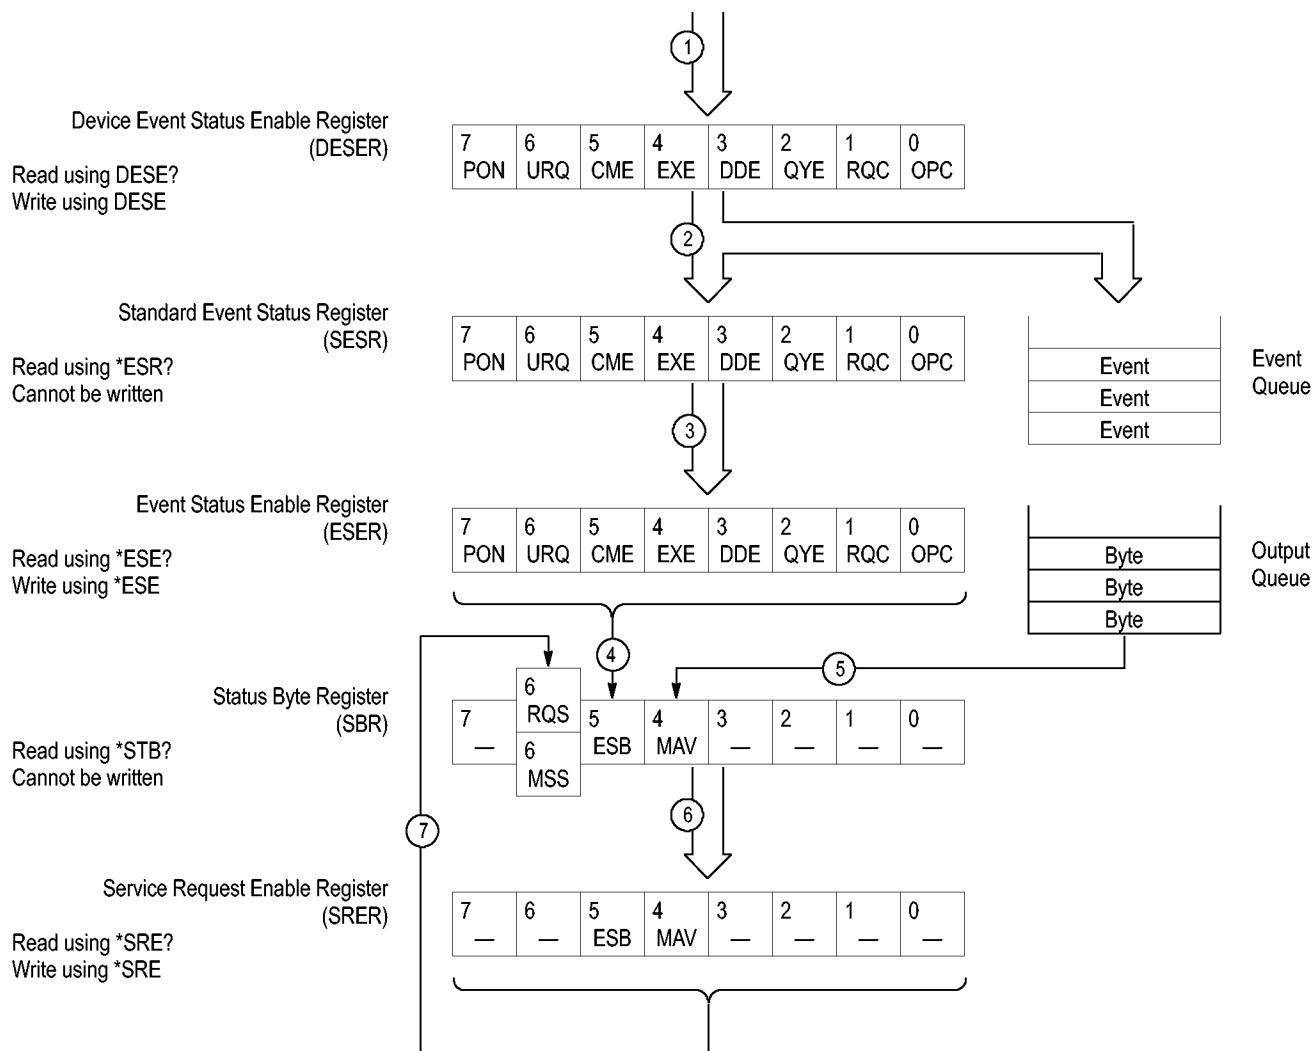 1
Device Event Status Enable Register
(DESER)
Read using DESE?
Write using DESE
7 6 5 4 3 2 1 0
PON URQ CME EXE DDE QYE RQC OPC
2
Standard Event Status Register
(SESR)
Read using *ESR?
Cannot be written
7 6 5 4 3 2 1 0
PON URQ CME EXE DDE QYE RQC OPC
Event
Event
Event
Event
Queue
3
Event Status Enable Register
(ESER)
Read using *ESE?
Write using *ESE
7 6 5 4 3 2 1 0
PON URQ CME EXE DDE QYE RQC OPC
Byte
Byte
Byte
Output
Queue
4
5
Status Byte Register
(SBR)
Read using *STB?
Cannot be written
6
RQS
7 5 4 3 2 1 0
— ESB MAV — — — —
6
MSS
6
7
Service Request Enable Register
(SRER)
Read using *SRE?
Write using *SRE
7 6 5 4 3 2 1 0
— — ESB MAV — — — —